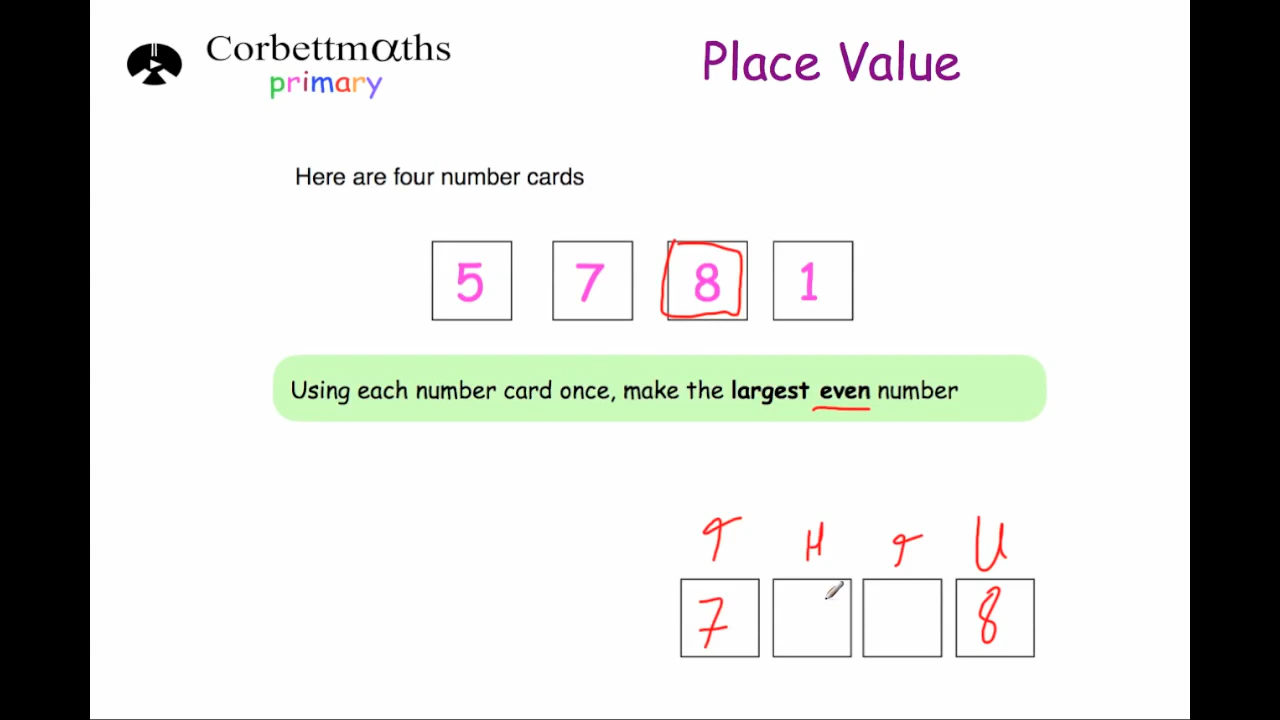 Corbettmαths
primary
Place Value
Here are four number cards
5 7 8 1
Using each number card once, make the largest even number
T H T U
7 8